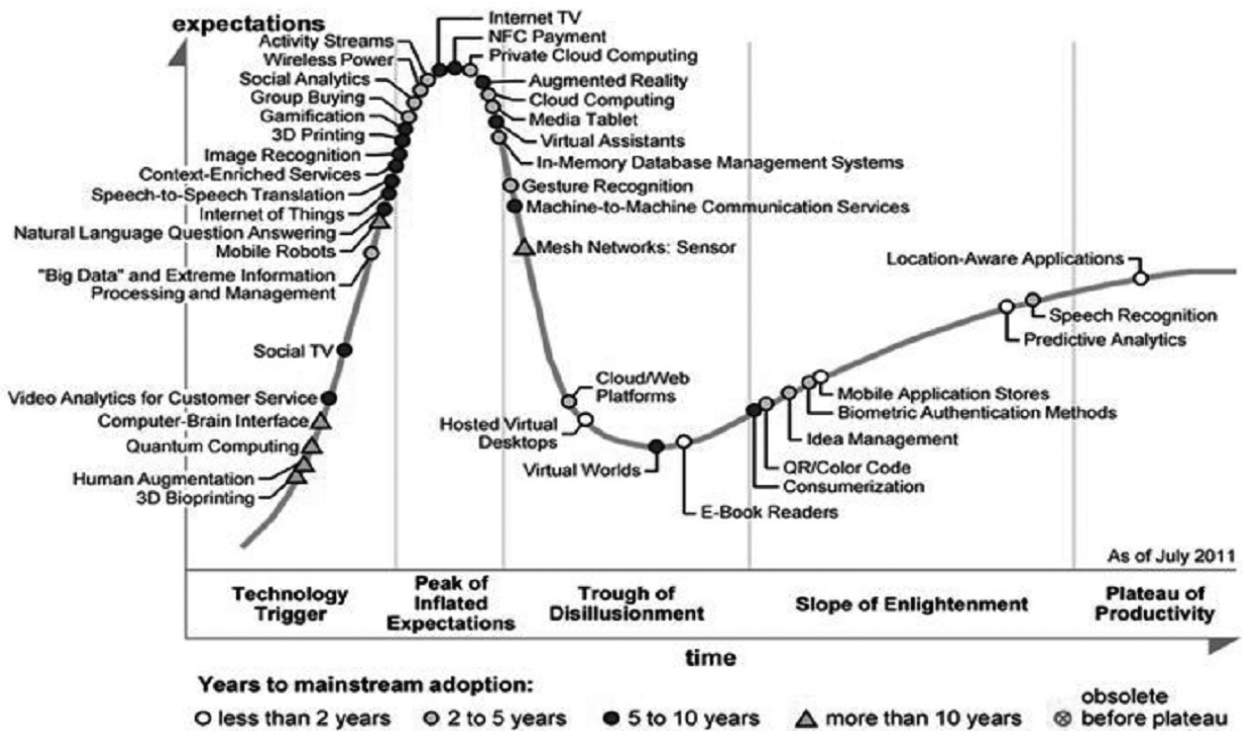 expectations
Activity Streams
Wireless Power
Social Analytics
Group Buying
Gamification
3D Printing
Image Recognition
Context-Enriched Services
Speech-to-Speech Translation
Internet of Things
Natural Language Question Answering
Mobile Robots
"Big Data" and Extreme Information
Processing and Management
Social TV
Video Analytics for Customer Service
Computer-Brain Interface
Quantum Computing
Human Augmentation
3D Bioprinting
Internet TV
NFC Payment
Private Cloud Computing
Augmented Reality
Cloud Computing
Media Tablet
Virtual Assistants
In-Memory Database Management Systems
Gesture Recognition
Machine-to-Machine Communication Services
Mesh Networks: Sensor
Cloud/Web
Platforms
Hosted Virtual
Desktops
Virtual Worlds
E-Book Readers
Location-Aware Applications
Speech Recognition
Predictive Analytics
Mobile Application Stores
Biometric Authentication Methods
Idea Management
QR/Color Code
Consumerization
As of July 2011
Technology
Trigger
Peak of
Inflated
Expectations
Trough of
Disillusionment
Slope of Enlightenment
Plateau of
Productivity
time
Years to mainstream adoption:
less than 2 years
2 to 5 years
5 to 10 years
more than 10 years
obsolete
before plateau